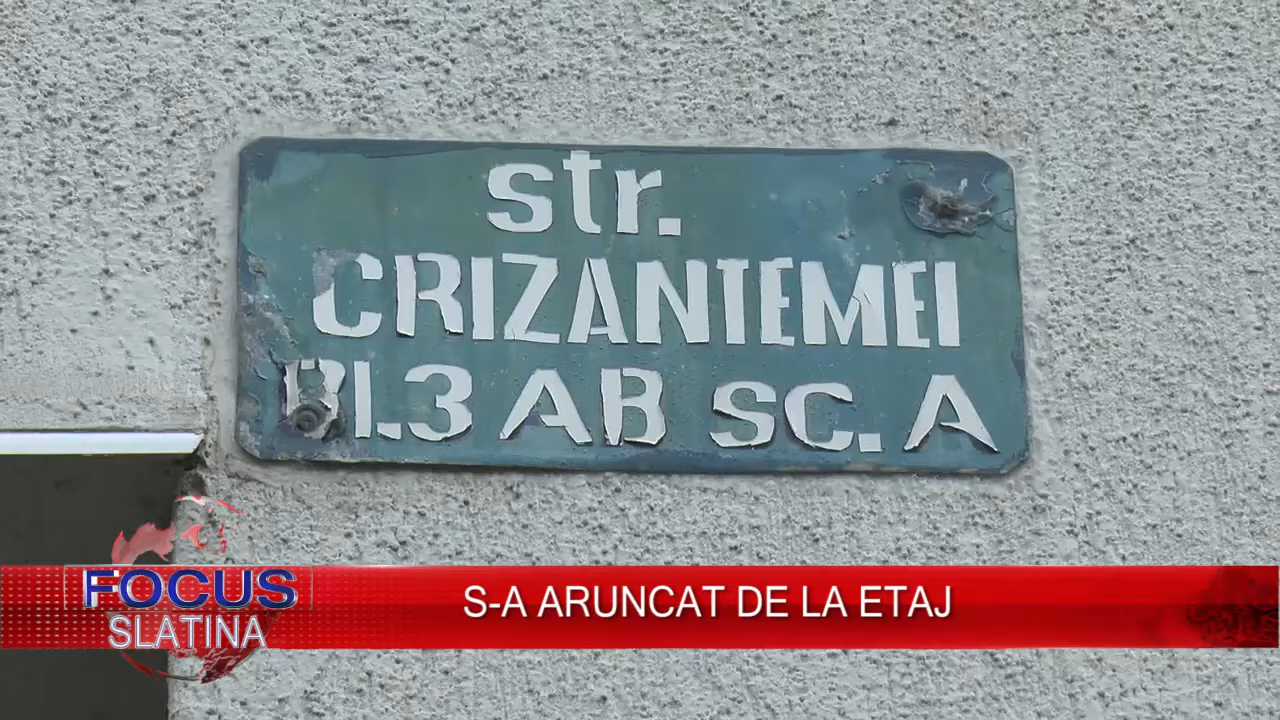 str.
CRIZANTEMEI
Bl.3 AB SC. A
FOCUS
SLATINA
S-A ARUNCAT DE LA ETAJ